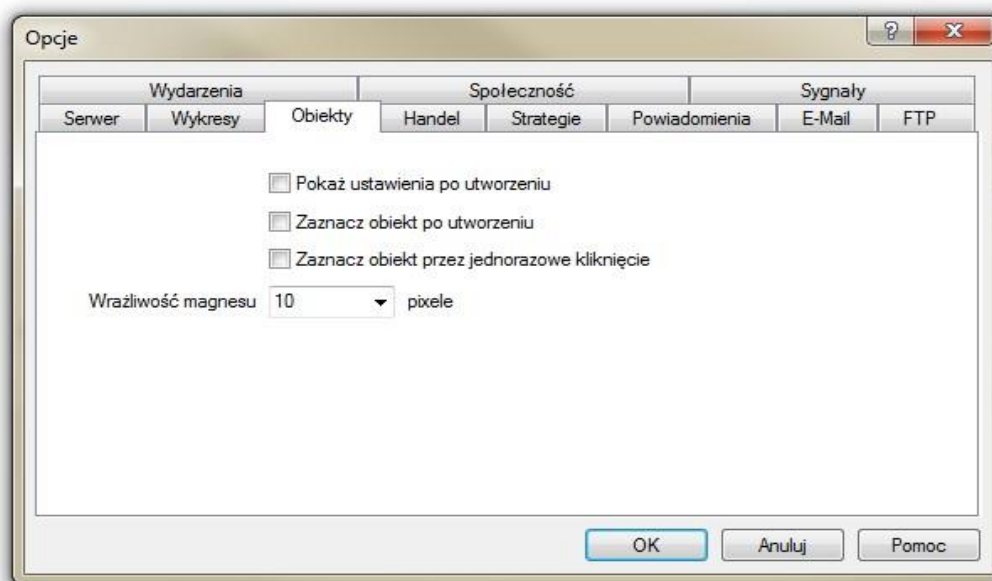 Opcje
Wydarzenia Społeczność Sygnały
Serwer Wykresy Obiekty Handel Strategie Powiadomienia E-Mail FTP
Pokaż ustawienia po utworzeniu
Zaznacz obiekt po utworzeniu
Zaznacz obiekt przez jednorazowe kliknięcie
Wrażliwość magnesu 10 pixele
OK Anuluj Pomoc